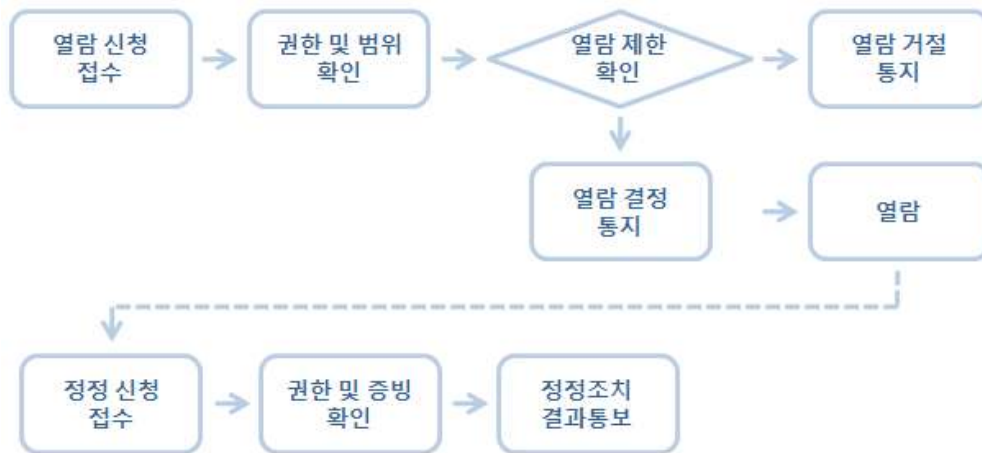 열람 신청
접수
권한 및 범위
확인
열람 제한
확인
열람 거절
통지
열람 결정
통지
열람
정정 신청
접수
권한 및 증빙
확인
정정조치
결과통보